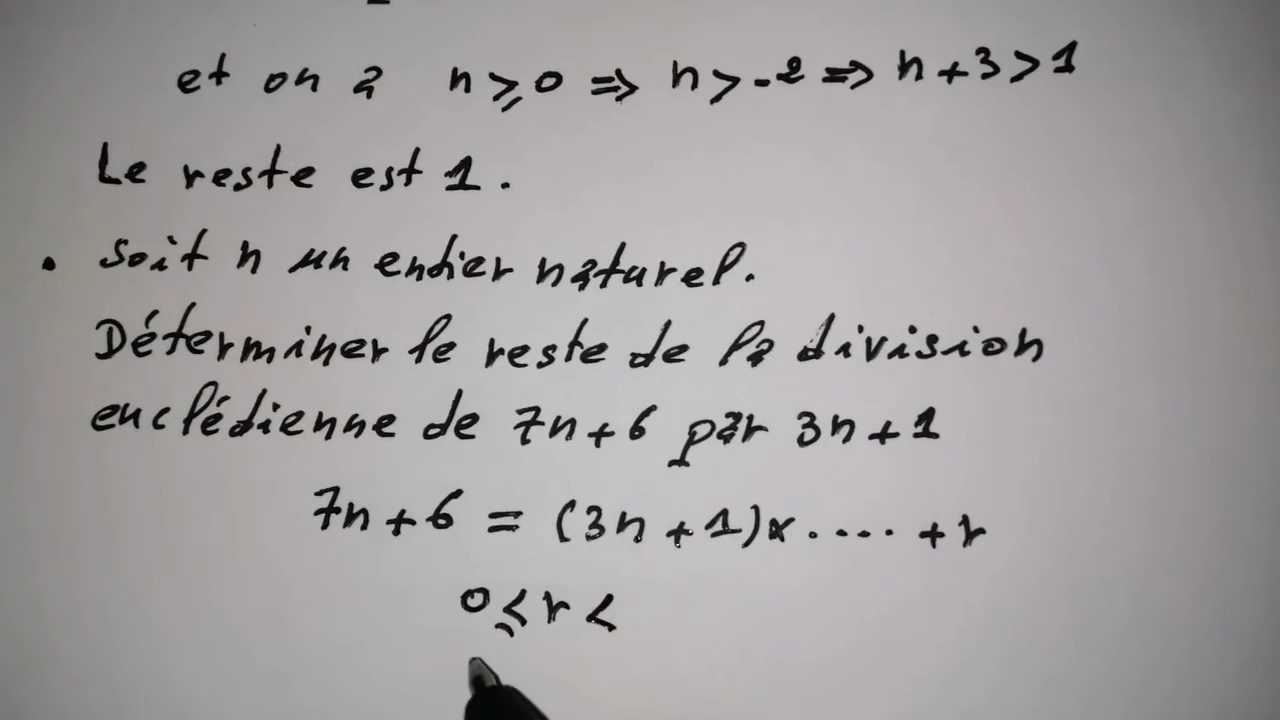 et on a n ⩾ 0 ⇒ n > -2 ⇒ n + 3 > 1
Le reste est 1.
• Soit n un entier naturel.
Déterminer le reste de la division
euclédienne de 7n + 6 par 3n + 1
7n + 6 = (3n + 1) × ..... + r
0 ⩽ r <